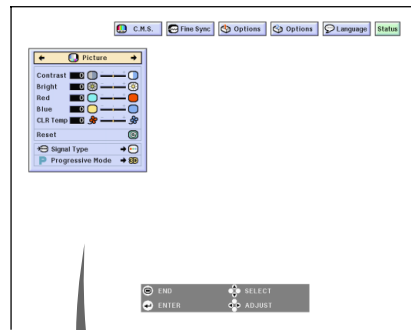 C.M.S. Fine Sync Options Options Language Status
Picture
Contrast 0
Bright 0
Red 0
Blue 0
CLR Temp 0
Reset
Signal Type
P Progressive Mode
END SELECT
ENTER ADJUST